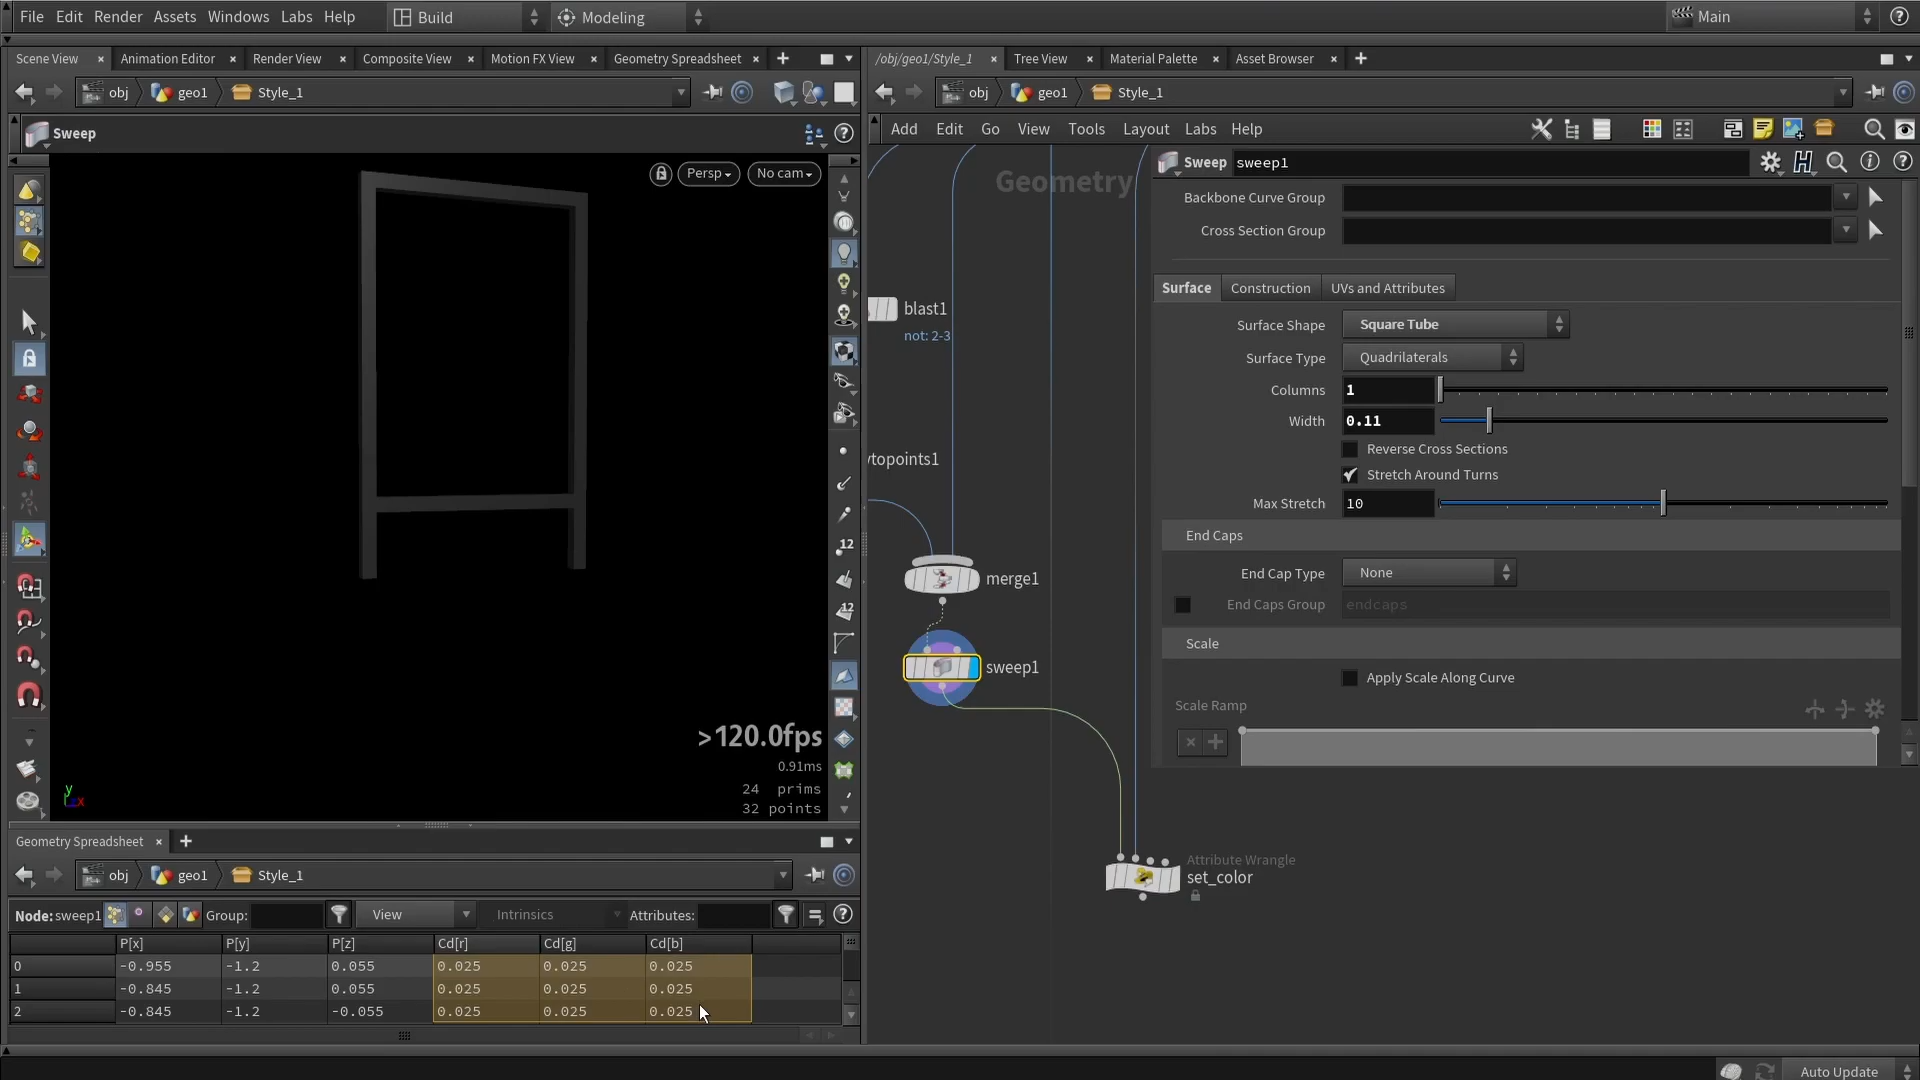 File Edit Render Assets Windows Labs Help Build Modeling Main
Scene View Animation Editor Render View Composite View Motion FX View Geometry Spreadsheet
/obj/geo1/Style_1 Tree View Material Palette Asset Browser
obj geo1 Style_1
obj geo1 Style_1
Sweep
Add Edit Go View Tools Layout Labs Help
Persp No cam
Geometry
Sweep sweep1
Backbone Curve Group
Cross Section Group
Surface Construction UVs and Attributes
Surface Shape Square Tube
Surface Type Quadrilaterals
Columns 1
Width 0.11
Reverse Cross Sections
Stretch Around Turns
Max Stretch 10
End Caps
End Cap Type None
End Caps Group endcaps
Scale
Apply Scale Along Curve
Scale Ramp
blast1
not: 2-3
ytopoints1
merge1
sweep1
Attribute Wrangle
set_color
12
12
>120.0fps
0.91ms
24 prims
32 points
y
x
Geometry Spreadsheet
obj geo1 Style_1
Node: sweep1 Group: View Intrinsics Attributes:
P[x] P[y] P[z] Cd[r] Cd[g] Cd[b]
0 -0.955 -1.2 0.055 0.025 0.025 0.025
1 -0.845 -1.2 0.055 0.025 0.025 0.025
2 -0.845 -1.2 -0.055 0.025 0.025 0.025
Auto Update